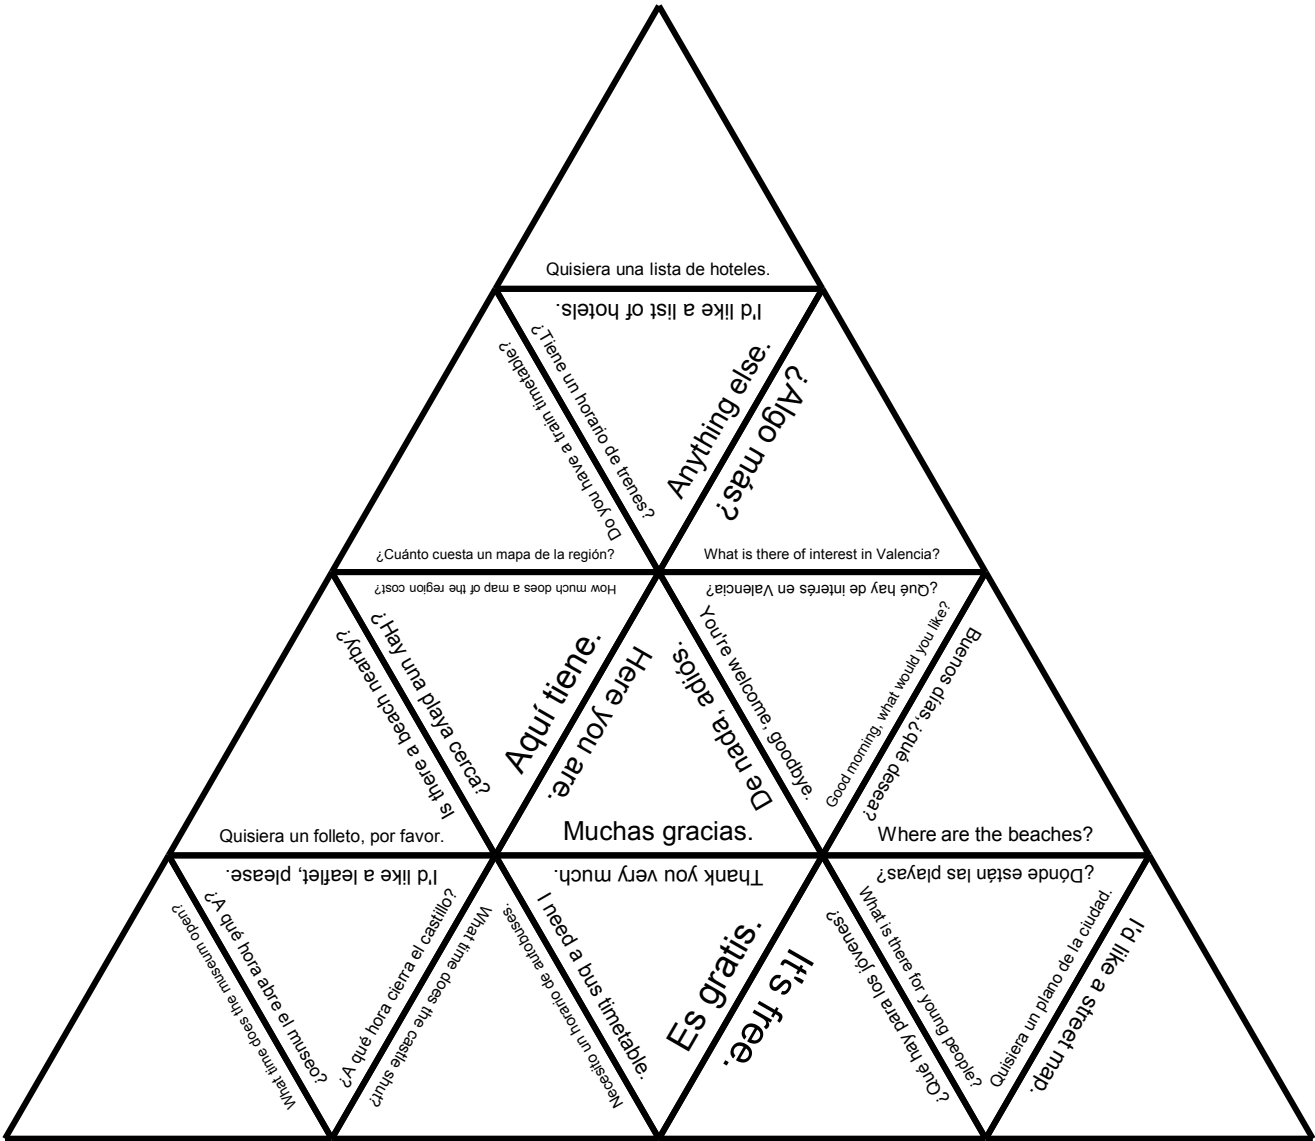 Quisiera una lista de hoteles.
I'd like a list of hotels.
¿Tiene un horario de trenes?
Do you have a train timetable?
Anything else.
¿Algo más?
¿Cuánto cuesta un mapa de la región?
What is there of interest in Valencia?
How much does a map of the region cost?
¿Qué hay de interés en Valencia?
¿Hay una playa cerca?
Is there a beach nearby?
Aquí tiene.
Here you are.
You're welcome, goodbye.
De nada, adiós.
Good morning, what would you like?
Buenos días,?qué desea?
Quisiera un folleto, por favor.
Muchas gracias.
Where are the beaches?
I'd like a leaflet, please.
Thank you very much.
¿Dónde están las playas?
¿A qué hora abre el museo?
What time does the museum open?
¿A qué hora cierra el castillo?
What time does the castle shut?
I need a bus timetable.
Necesito un horario de autobuses.
Es gratis.
It's free.
What is there for young people?
¿Qué hay para los jóvenes?
Quisiera un plano de la ciudad.
I'd like a street map.